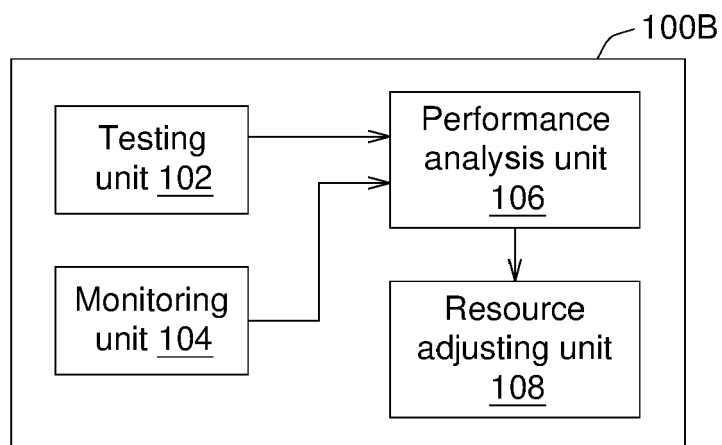 100B
Testing
unit 102
Performance
analysis unit
106
Monitoring
unit 104
Resource
adjusting unit
108